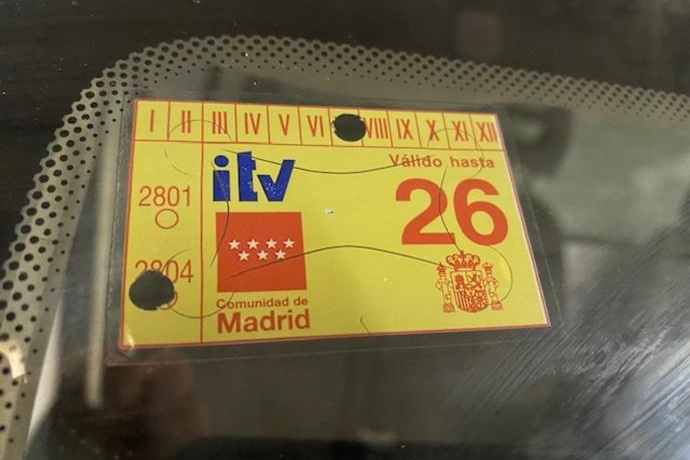 I II III IV V VI VIII IX X XI XII
itv
Válido hasta
26
2801
2804
Comunidad de
Madrid